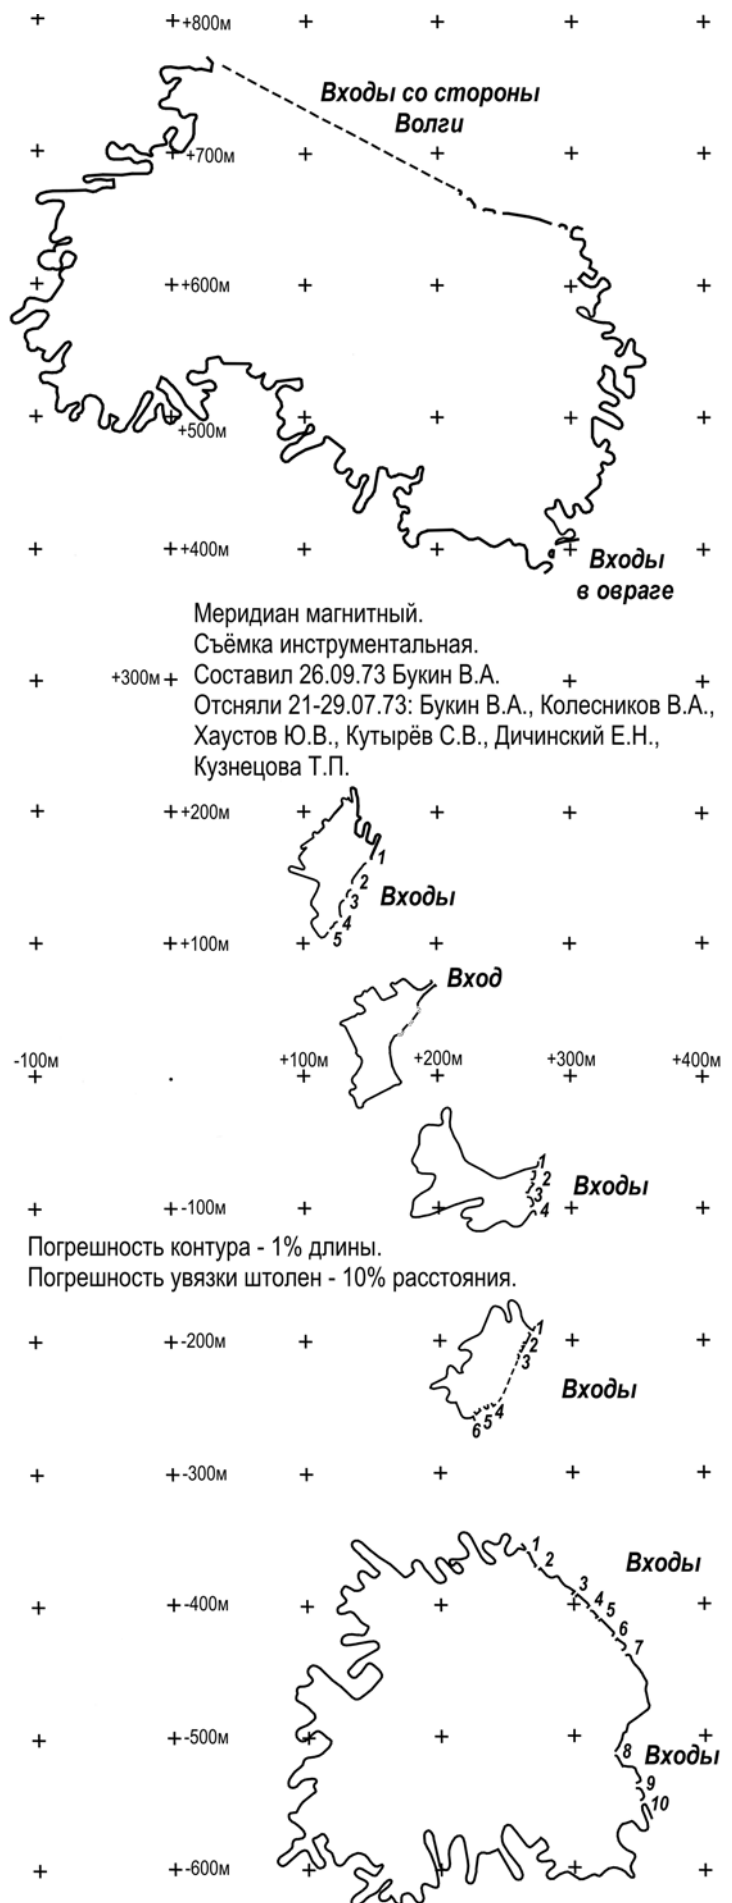 +800м
Входы со стороны
Волги
+700м
+600м
+500м
+400м
Входы
в овраге
Меридиан магнитный.
Съёмка инструментальная.
+300м
Составил 26.09.73 Букин В.А.
Отсняли 21-29.07.73: Букин В.А., Колесников В.А.,
Хаустов Ю.В., Кутырёв С.В., Дичинский Е.Н.,
Кузнецова Т.П.
+200м
1
2
Входы
3
4
5
+100м
Вход
-100м +100м +200м +300м +400м
1
2
Входы
3
4
-100м
Погрешность контура - 1% длины.
Погрешность увязки штолен - 10% расстояния.
1
-200м
2
3
Входы
4
5
6
-300м
1
2
Входы
3
4
5
-400м
6
7
-500м
8
Входы
9
10
-600м